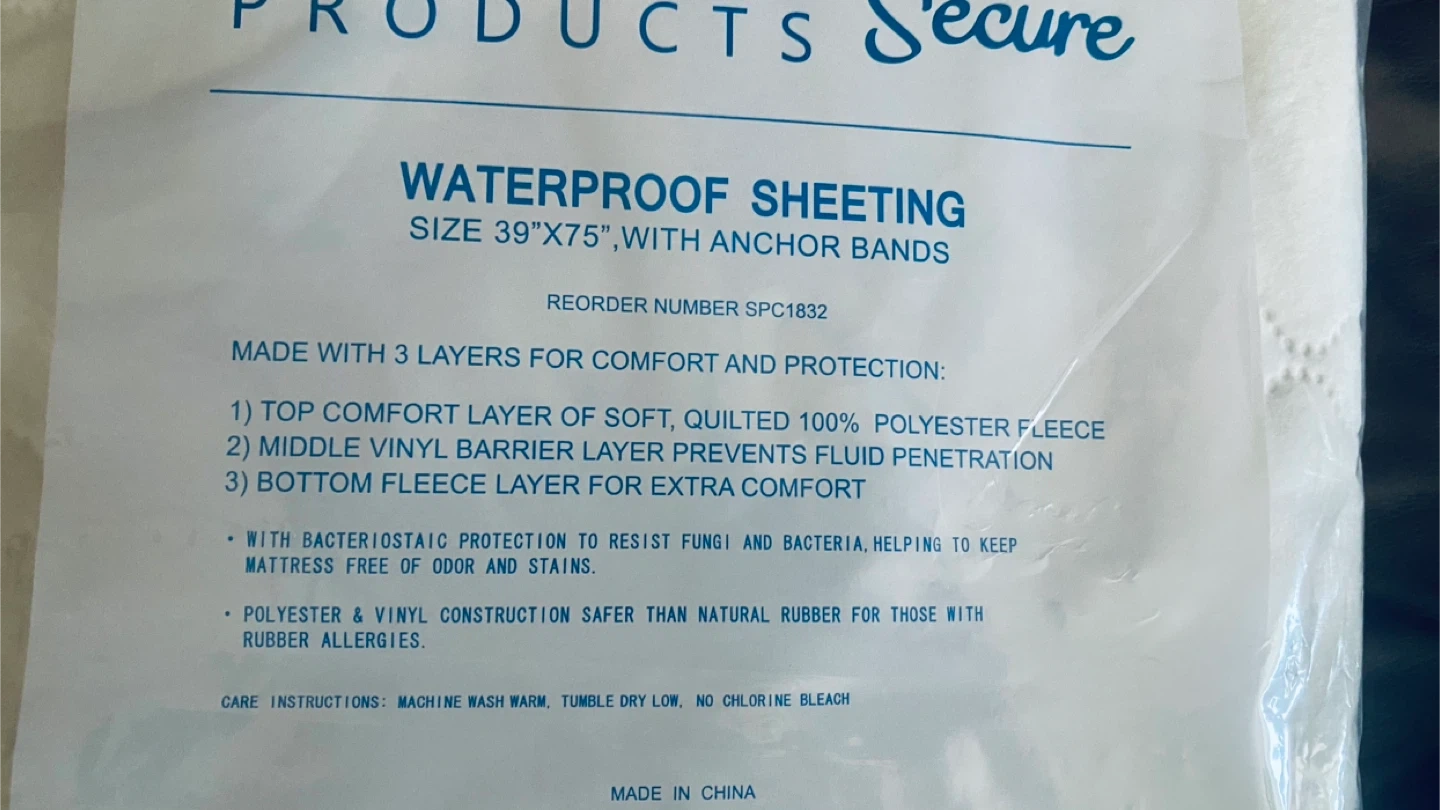 PRODUCTS Secure
WATERPROOF SHEETING
SIZE 39”X75”,WITH ANCHOR BANDS
REORDER NUMBER SPC1832
MADE WITH 3 LAYERS FOR COMFORT AND PROTECTION:
1) TOP COMFORT LAYER OF SOFT, QUILTED 100% POLYESTER FLEECE
2) MIDDLE VINYL BARRIER LAYER PREVENTS FLUID PENETRATION
3) BOTTOM FLEECE LAYER FOR EXTRA COMFORT
• WITH BACTERIOSTAIC PROTECTION TO RESIST FUNGI AND BACTERIA, HELPING TO KEEP
MATTRESS FREE OF ODOR AND STAINS.
• POLYESTER & VINYL CONSTRUCTION SAFER THAN NATURAL RUBBER FOR THOSE WITH
RUBBER ALLERGIES.
CARE INSTRUCTIONS: MACHINE WASH WARM, TUMBLE DRY LOW, NO CHLORINE BLEACH
MADE IN CHINA